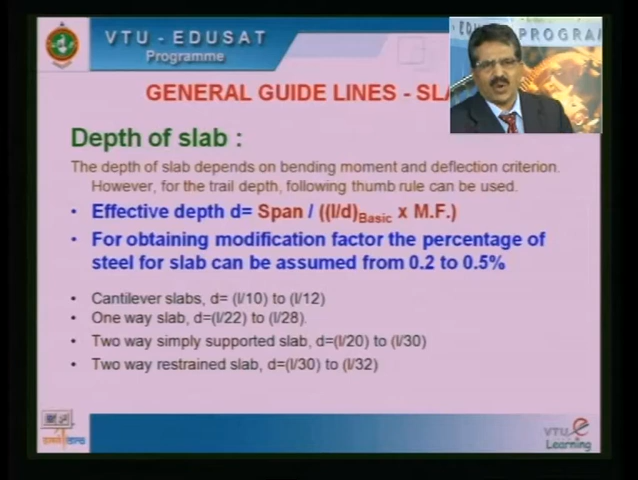 VTU - EDUSAT
Programme
EDU
PROGRAM
GENERAL GUIDE LINES - SLA
Depth of slab :
The depth of slab depends on bending moment and deflection criterion.
However, for the trail depth, following thumb rule can be used.
• Effective depth d= Span / ((l/d)Basic x M.F.)
• For obtaining modification factor the percentage of
steel for slab can be assumed from 0.2 to 0.5%
• Cantilever slabs, d= (l/10) to (l/12)
• One way slab, d=(l/22) to (l/28).
• Two way simply supported slab, d=(l/20) to (l/30)
• Two way restrained slab, d=(l/30) to (l/32)
VTU e
Learning